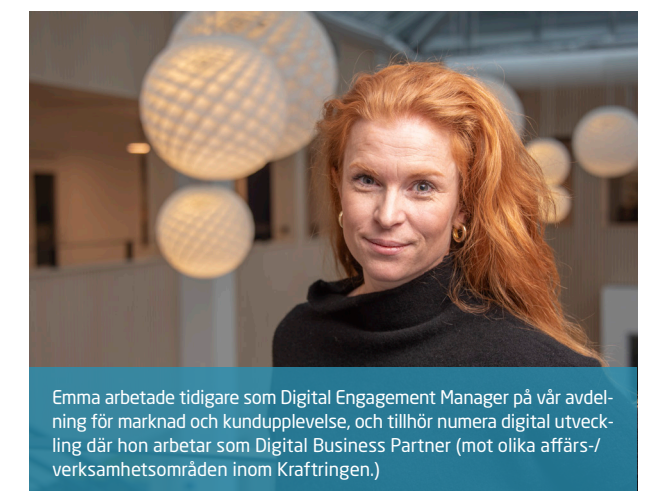 Emma arbetade tidigare som Digital Engagement Manager på vår avdel-
ning för marknad och kundupplevelse, och tillhör numera digital utveck-
ling där hon arbetar som Digital Business Partner (mot olika affärs-/
verksamhetsområden inom Kraftringen.)